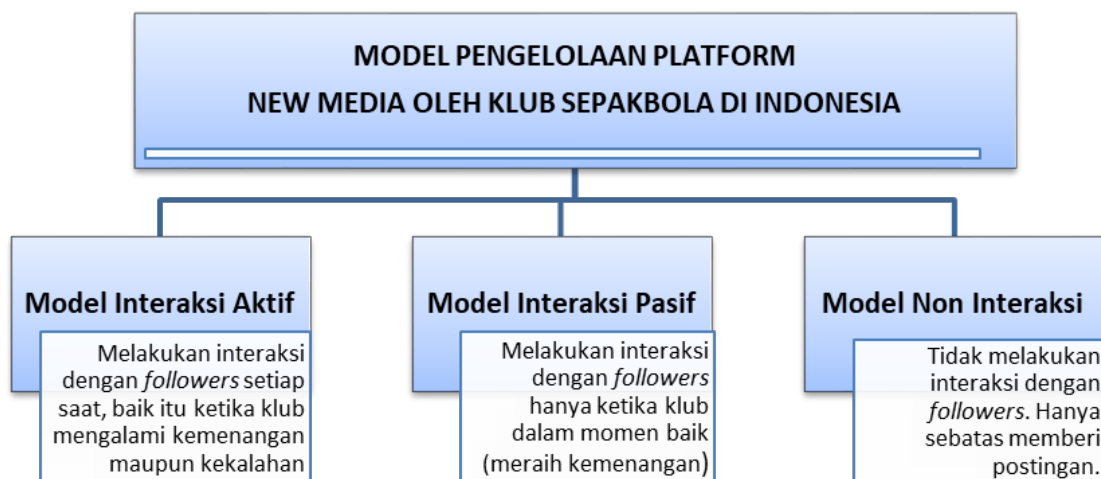 MODEL PENGELOLAAN PLATFORM
NEW MEDIA OLEH KLUB SEPAKBOLA DI INDONESIA
Model Interaksi Aktif
Melakukan interaksi
dengan followers setiap
saat, baik itu ketika klub
mengalami kemenangan
maupun kekalahan
Model Interaksi Pasif
Melakukan interaksi
dengan followers
hanya ketika klub
dalam momen baik
(meraih kemenangan)
Model Non Interaksi
Tidak melakukan
interaksi dengan
followers. Hanya
sebatas memberi
postingan.